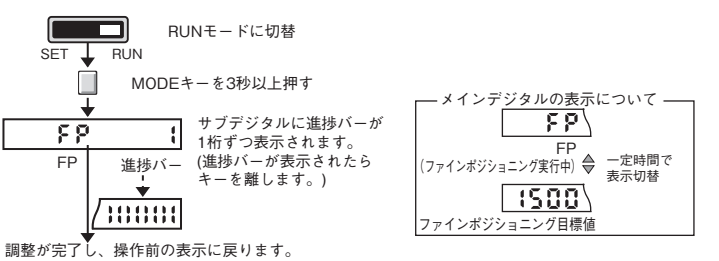 RUNモードに切替
SET RUN
MODEキーを3秒以上押す
FP 1
FP
サブデジタルに進捗バーが
1桁ずつ表示されます。
(進捗バーが表示されたら
キーを離します。)
進捗バー
調整が完了し、操作前の表示に戻ります。
メインデジタルの表示について
FP
FP
(ファインポジショニング実行中)
一定時間で
表示切替
1500
ファインポジショニング目標値